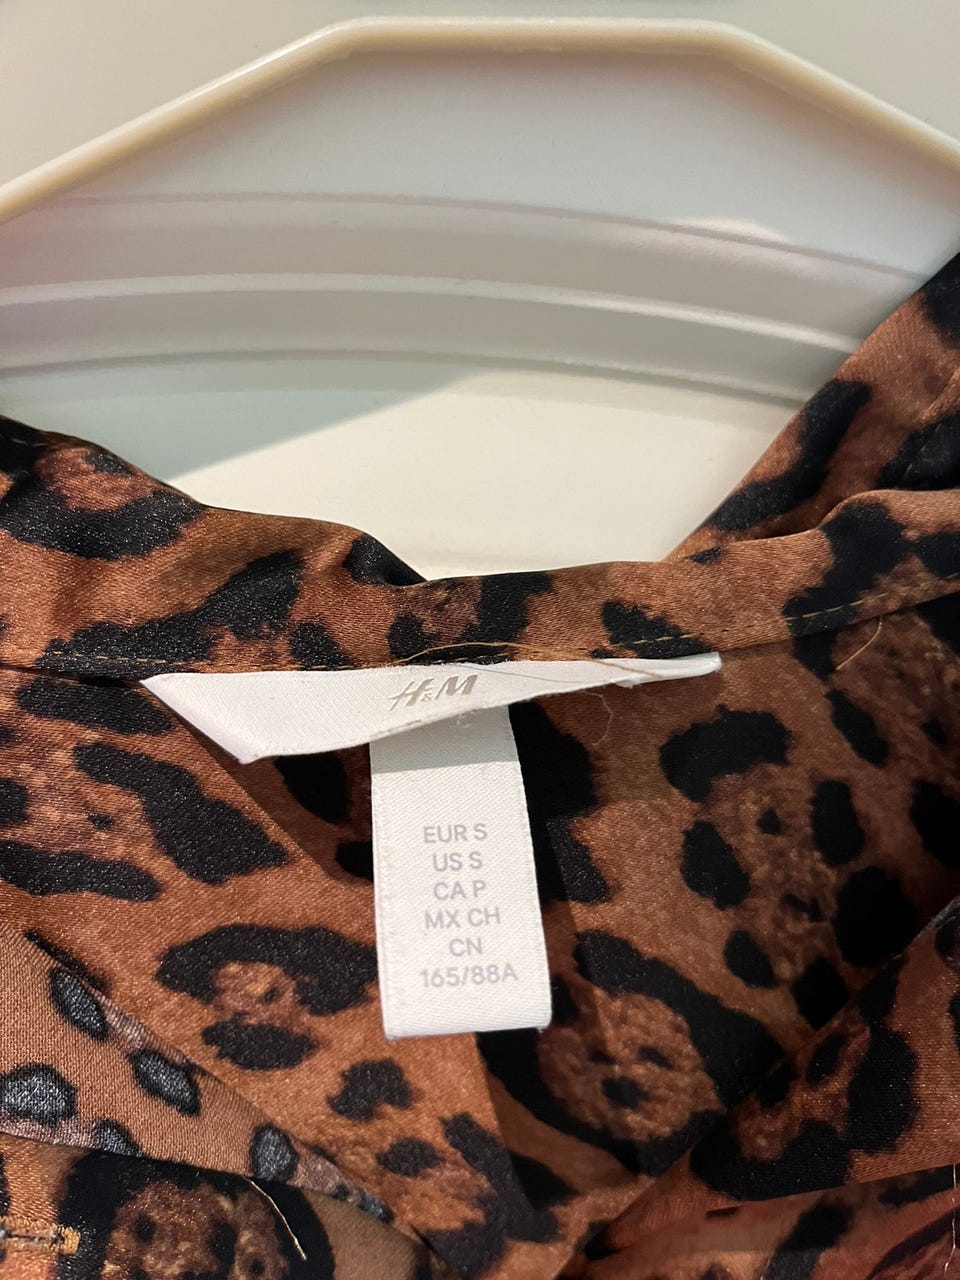 H&M
EUR S
US S
CA P
MX CH
CN
165/88A